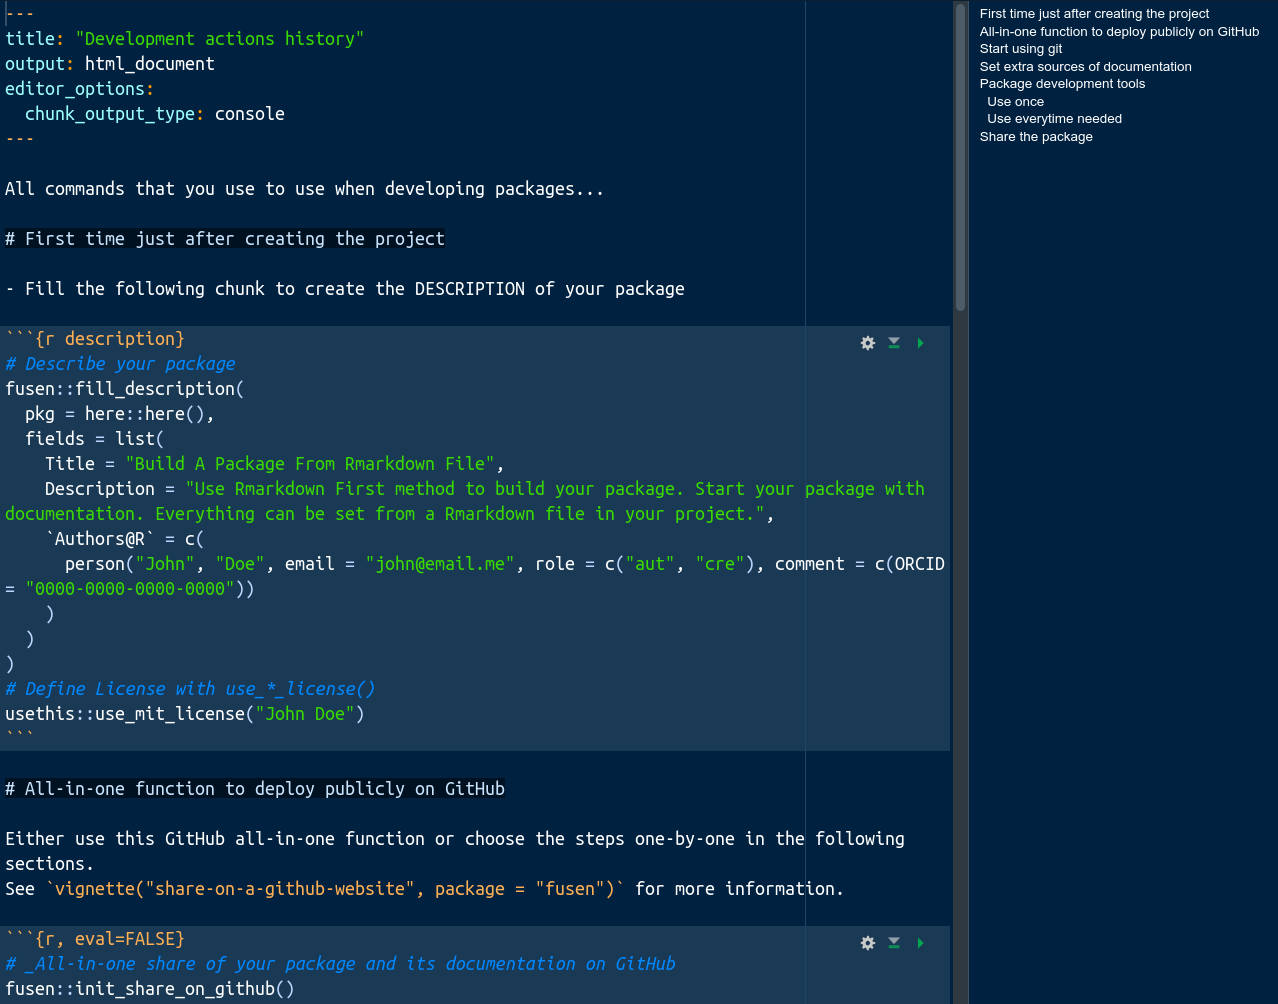 ---
title: "Development actions history"
output: html_document
editor_options:
  chunk_output_type: console
---
All commands that you use to use when developing packages...
# First time just after creating the project
- Fill the following chunk to create the DESCRIPTION of your package
```{r description}
# Describe your package
fusen::fill_description(
  pkg = here::here(),
  fields = list(
    Title = "Build A Package From Rmarkdown File",
    Description = "Use Rmarkdown First method to build your package. Start your package with
documentation. Everything can be set from a Rmarkdown file in your project.",
    `Authors@R` = c(
      person("John", "Doe", email = "john@email.me", role = c("aut", "cre"), comment = c(ORCID
= "0000-0000-0000-0000"))
    )
  )
)
# Define License with use_*_license()
usethis::use_mit_license("John Doe")
```
# All-in-one function to deploy publicly on GitHub
Either use this GitHub all-in-one function or choose the steps one-by-one in the following
sections.
See `vignette("share-on-a-github-website", package = "fusen")` for more information.
```{r, eval=FALSE}
# _All-in-one share of your package and its documentation on GitHub
fusen::init_share_on_github()
First time just after creating the project
All-in-one function to deploy publicly on GitHub
Start using git
Set extra sources of documentation
Package development tools
  Use once
  Use everytime needed
Share the package